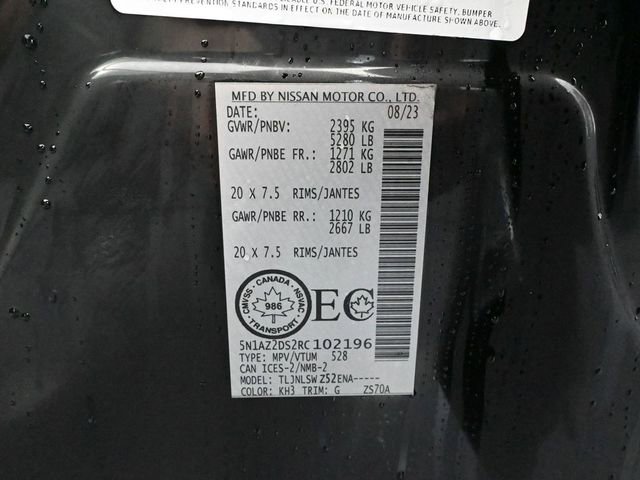 U.S. FEDERAL MOTOR VEHICLE SAFETY, BUMPER
PREVENTION STANDARDS IN EFFECT ON THE DATE OF MANUFACTURE SHOWN ABOVE.
MFD BY NISSAN MOTOR CO., LTD.
DATE: 08/23
GVWR/PNBV: 2395 KG
5280 LB
GAWR/PNBE FR.: 1271 KG
2802 LB
20 X 7.5 RIMS/JANTES
GAWR/PNBE RR.: 1210 KG
2667 LB
20 X 7.5 RIMS/JANTES
CMVSS · CANADA · NSVAC
986
TRANSPORT
EC
5N1AZ2DS2RC102196
TYPE: MPV/VTUM 528
CAN ICES-2/NMB-2
MODEL: TLJNLSWZ52ENA-----
COLOR: KH3 TRIM: G ZS70A